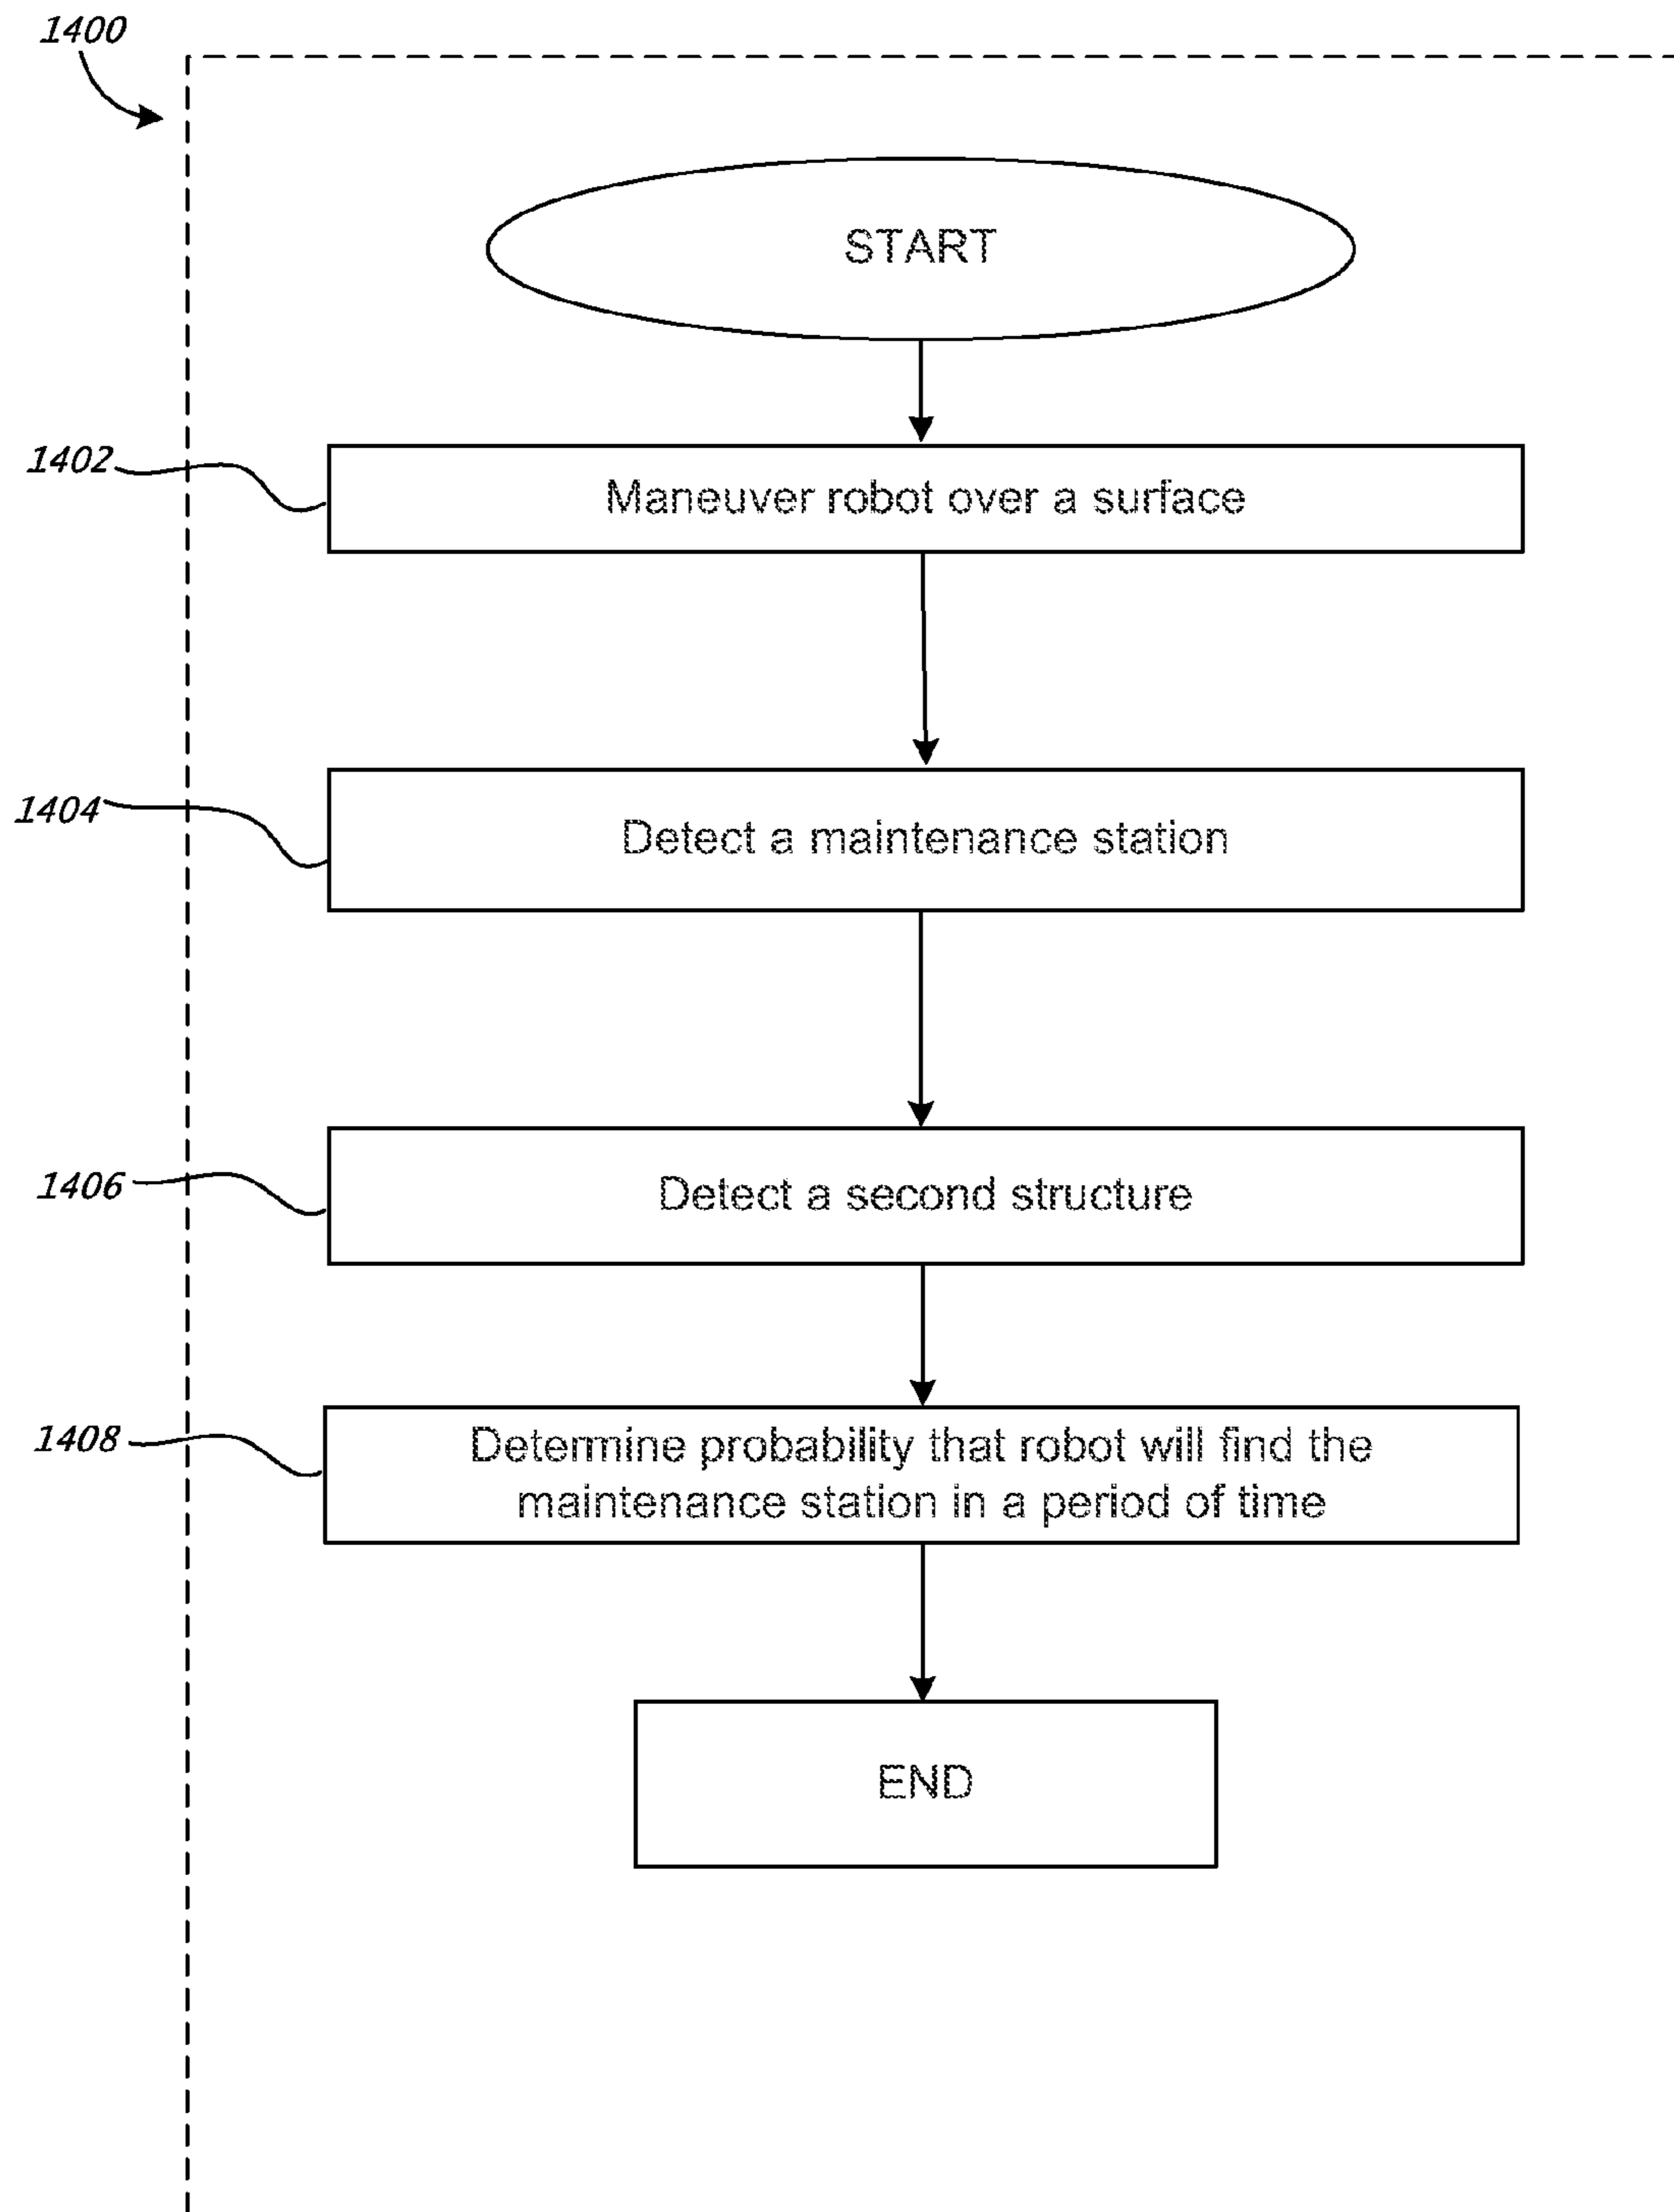 1400
START
1402
Maneuver robot over a surface
1404
Detect a maintenance station
1406
Detect a second structure
1408
Determine probability that robot will find the
maintenance station in a period of time
END